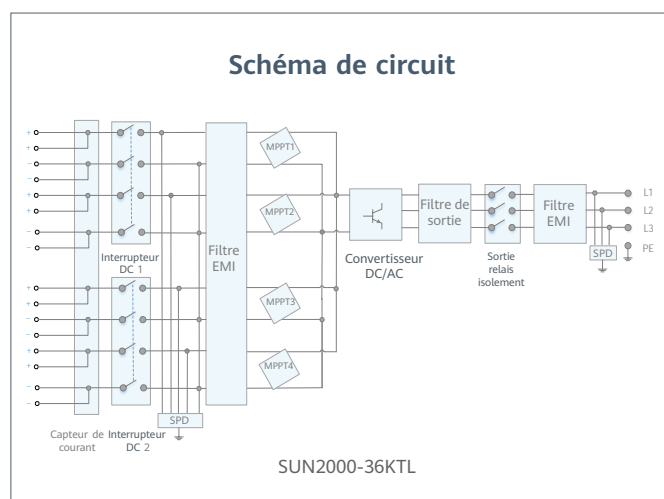 Schéma de circuit
+
+
−
−
+
+
−
−
Interrupteur
DC 1
+
+
−
−
+
+
−
−
Capteur de
courant
Interrupteur
DC 2
SPD
Filtre
EMI
MPPT1
MPPT2
MPPT3
MPPT4
Convertisseur
DC/AC
Filtre de
sortie
Sortie
relais
isolement
Filtre
EMI
SPD
L1
L2
L3
PE
SUN2000-36KTL